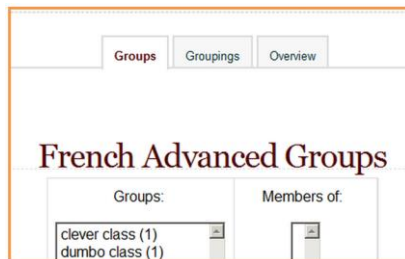 Groups Groupings Overview
French Advanced Groups
Groups: Members of:
clever class (1)
dumbo class (1)